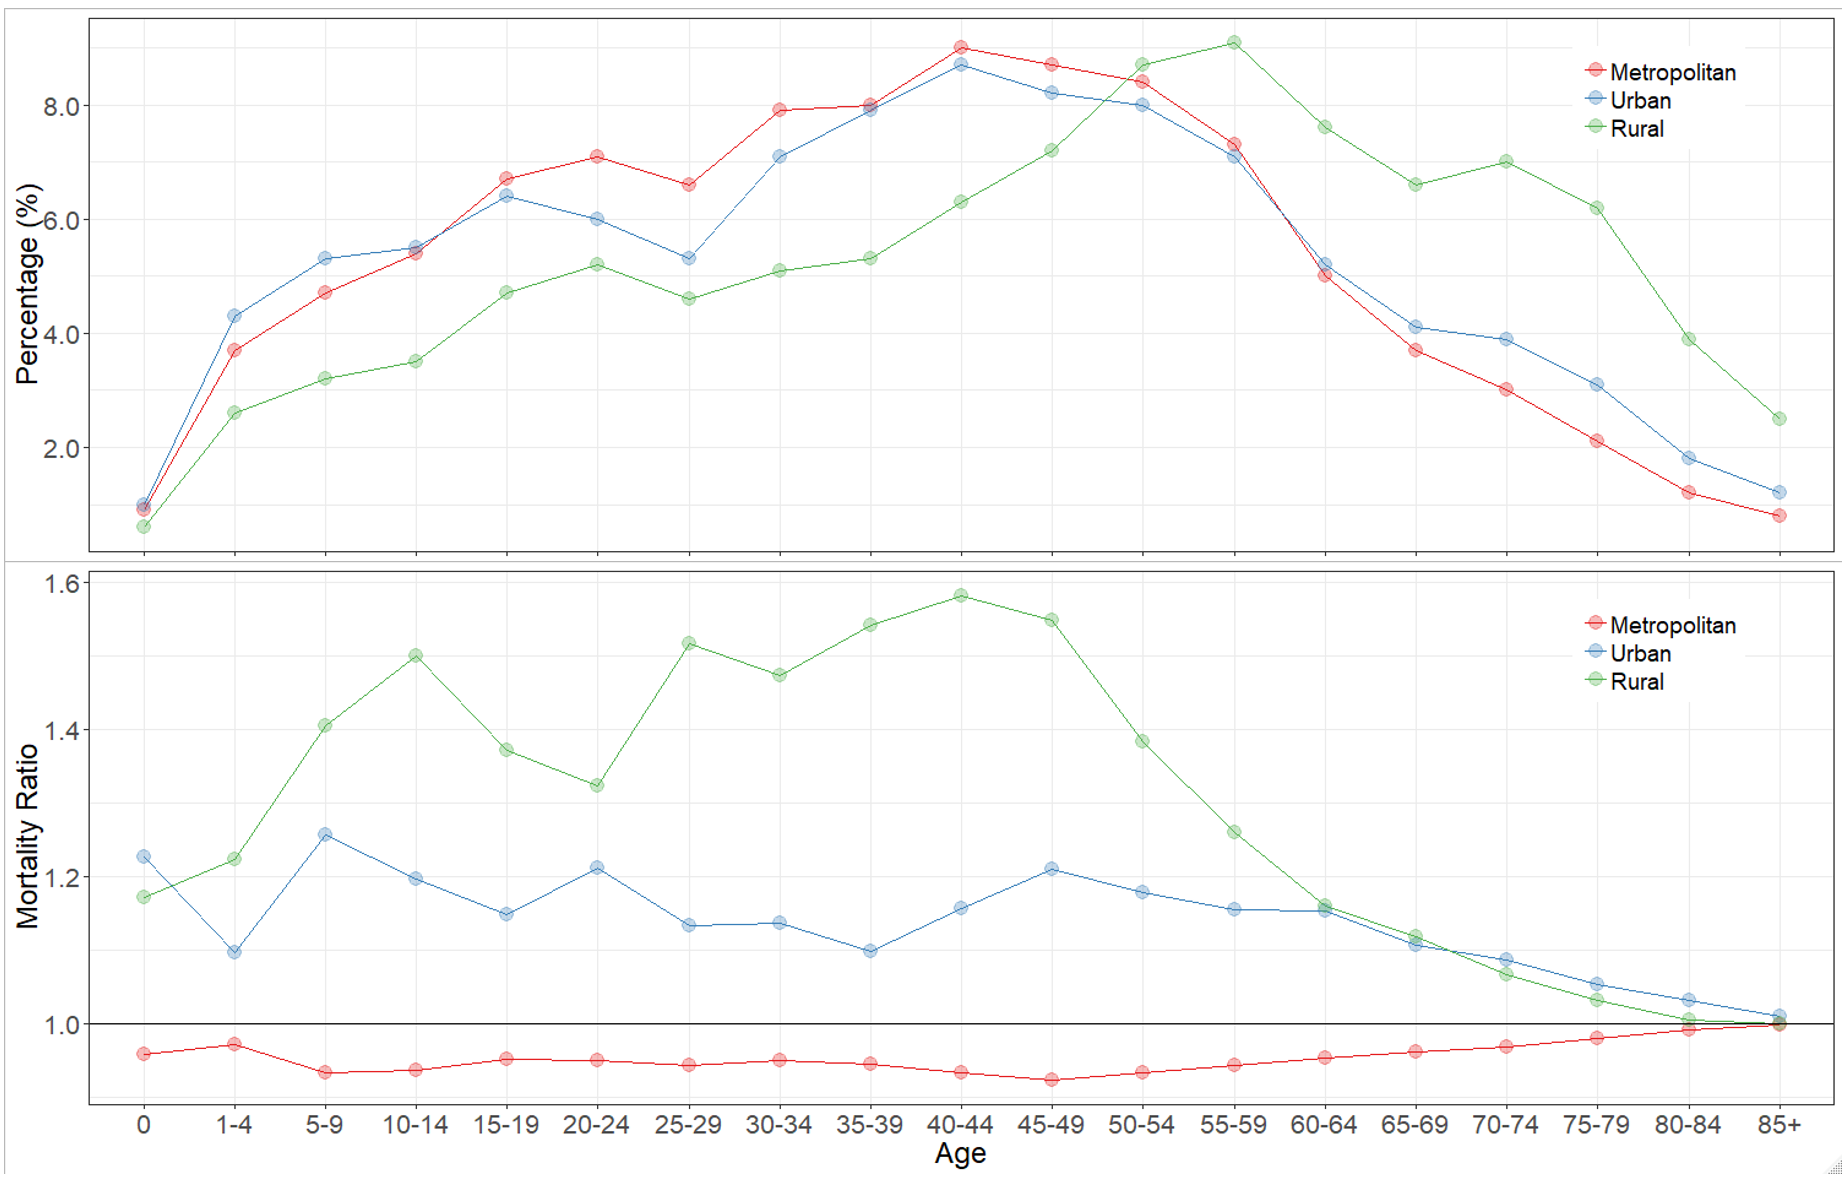 Percentage (%)
8.0
6.0
4.0
2.0
Metropolitan
Urban
Rural
Mortality Ratio
1.6
1.4
1.2
1.0
Metropolitan
Urban
Rural
0 1-4 5-9 10-14 15-19 20-24 25-29 30-34 35-39 40-44 45-49 50-54 55-59 60-64 65-69 70-74 75-79 80-84 85+
Age